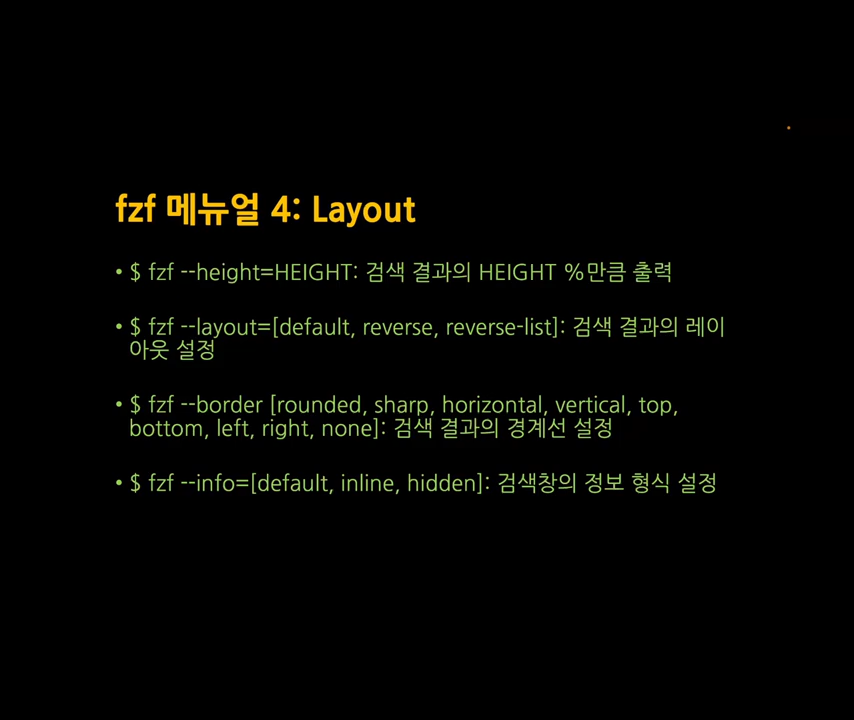 fzf 메뉴얼 4: Layout
• $ fzf --height=HEIGHT: 검색 결과의 HEIGHT %만큼 출력
• $ fzf --layout=[default, reverse, reverse-list]: 검색 결과의 레이
아웃 설정
• $ fzf --border [rounded, sharp, horizontal, vertical, top,
bottom, left, right, none]: 검색 결과의 경계선 설정
• $ fzf --info=[default, inline, hidden]: 검색창의 정보 형식 설정